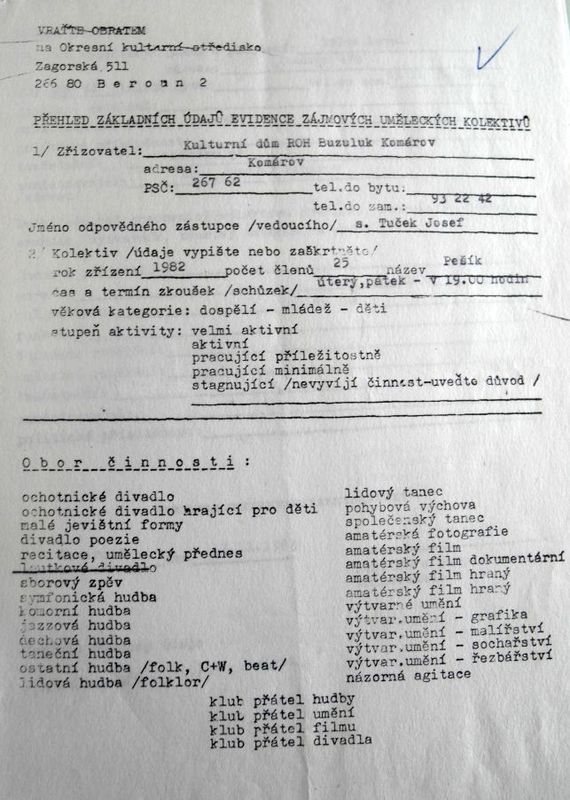 VRAŤTE OBRATEM
na Okresní kulturní středisko
Zagorská 511
266 80 B e r o u n 2
PŘEHLED ZÁKLADNÍCH ÚDAJŮ EVIDENCE ZÁJMOVÝCH UMĚLECKÝCH KOLEKTIVŮ
1/ Zřizovatel: Kulturní dům ROH Buzuluk Komárov
adresa: Komárov
PSČ: 267 62 tel.do bytu:
tel.do zam.: 93 22 42
Jméno odpovědného zástupce /vedoucího/ s. Tuček Josef
2/ Kolektiv /údaje vypište nebo zaškrtněte/
rok zřízení 1982 počet členů 25 název Pešík
čas a termín zkoušek /schůzek/ úterý,pátek - v 19.00 hodin
věková kategorie: dospělí - mládež - děti
stupeň aktivity: velmi aktivní
aktivní
pracující příležitostně
pracující minimálně
stagnující /nevyvíjí činnost-uveďte důvod /
O b o r č i n n o s t i :
ochotnické divadlo
ochotnické divadlo hrající pro děti
malé jevištní formy
divadlo poezie
recitace, umělecký přednes
loutkové divadlo
sborový zpěv
symfonická hudba
komorní hudba
jazzová hudba
dechová hudba
taneční hudba
ostatní hudba /folk, C+W, beat/
lidová hudba /folklor/
lidový tanec
pohybová výchova
společenský tanec
amatérská fotografie
amatérský film
amatérský film dokumentární
amatérský film hraný
amatérský film hraný
výtvarné umění
výtvar.umění - grafika
výtvar.umění - malířství
výtvar.umění - sochařství
výtvar.umění - řezbářství
názorná agitace
klub přátel hudby
klub přátel umění
klub přátel filmu
klub přátel divadla